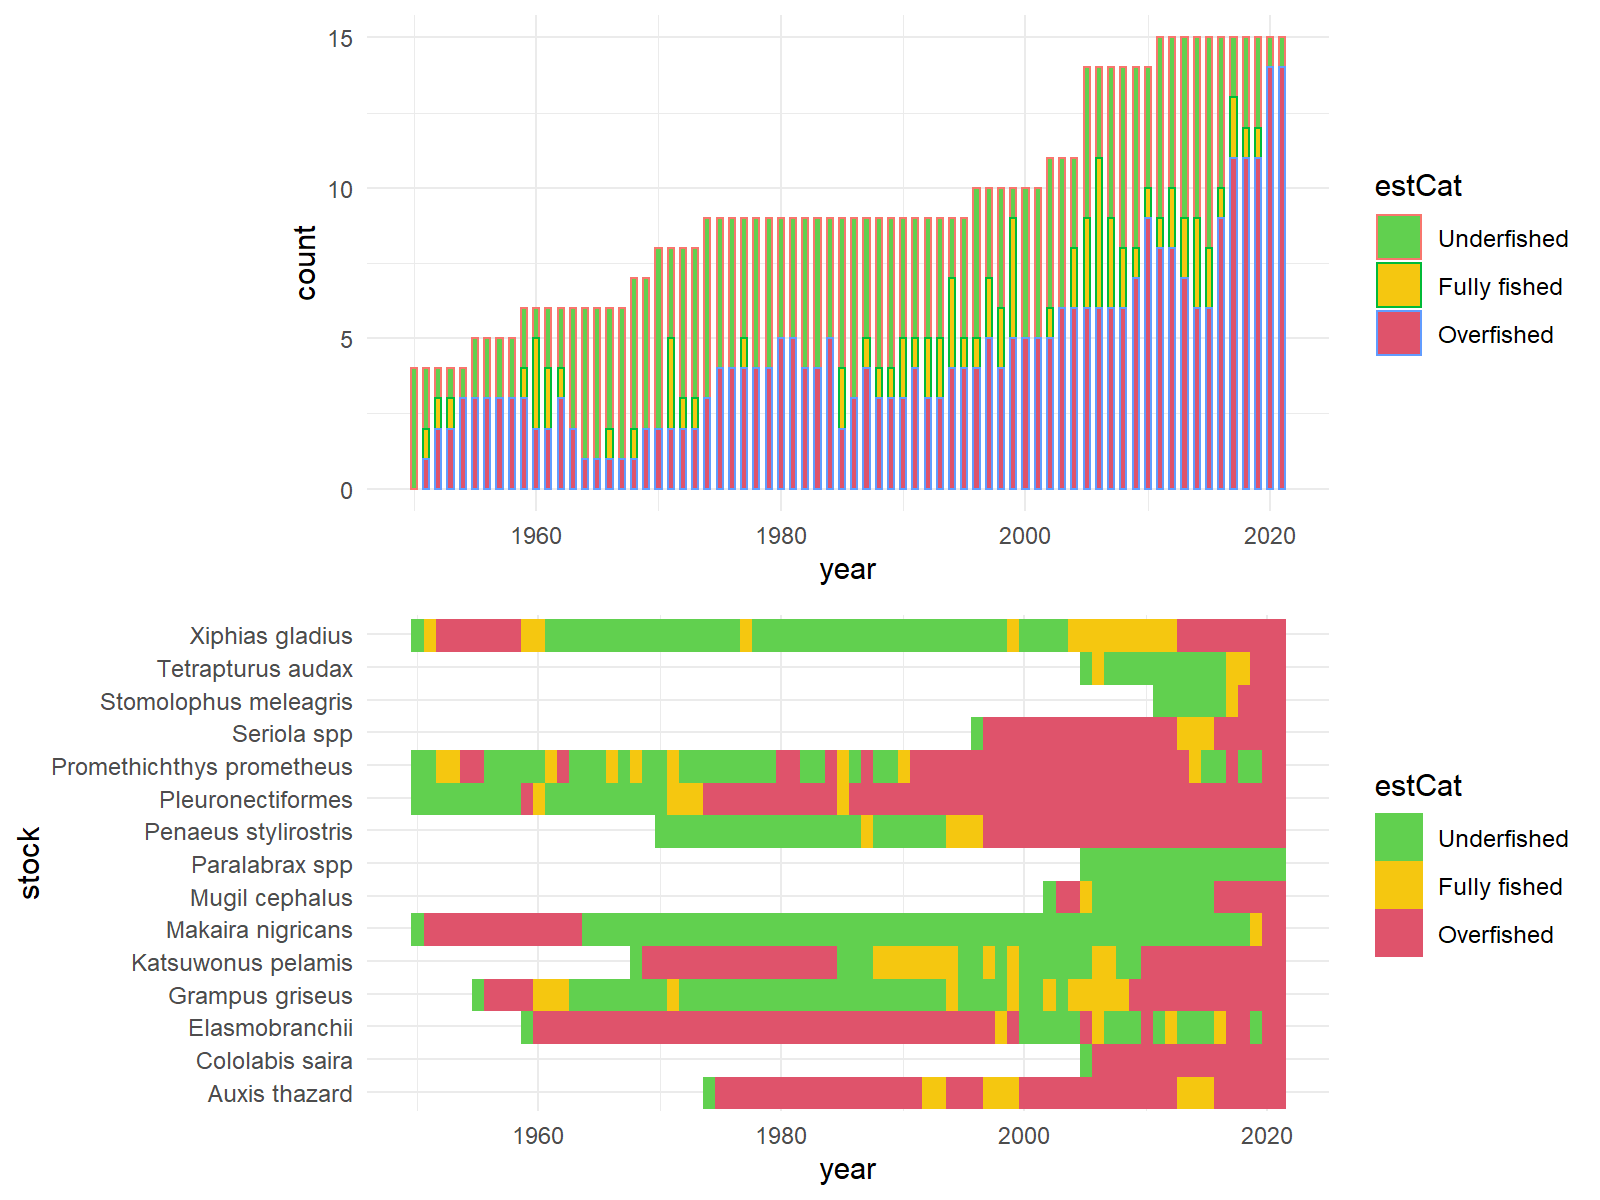 15
10
5
0
count
1960 1980 2000 2020
year
estCat
Underfished
Fully fished
Overfished
Xiphias gladius
Tetrapturus audax
Stomolophus meleagris
Seriola spp
Promethichthys prometheus
Pleuronectiformes
Penaeus stylirostris
Paralabrax spp
Mugil cephalus
Makaira nigricans
Katsuwonus pelamis
Grampus griseus
Elasmobranchii
Cololabis saira
Auxis thazard
stock
1960 1980 2000 2020
year
estCat
Underfished
Fully fished
Overfished